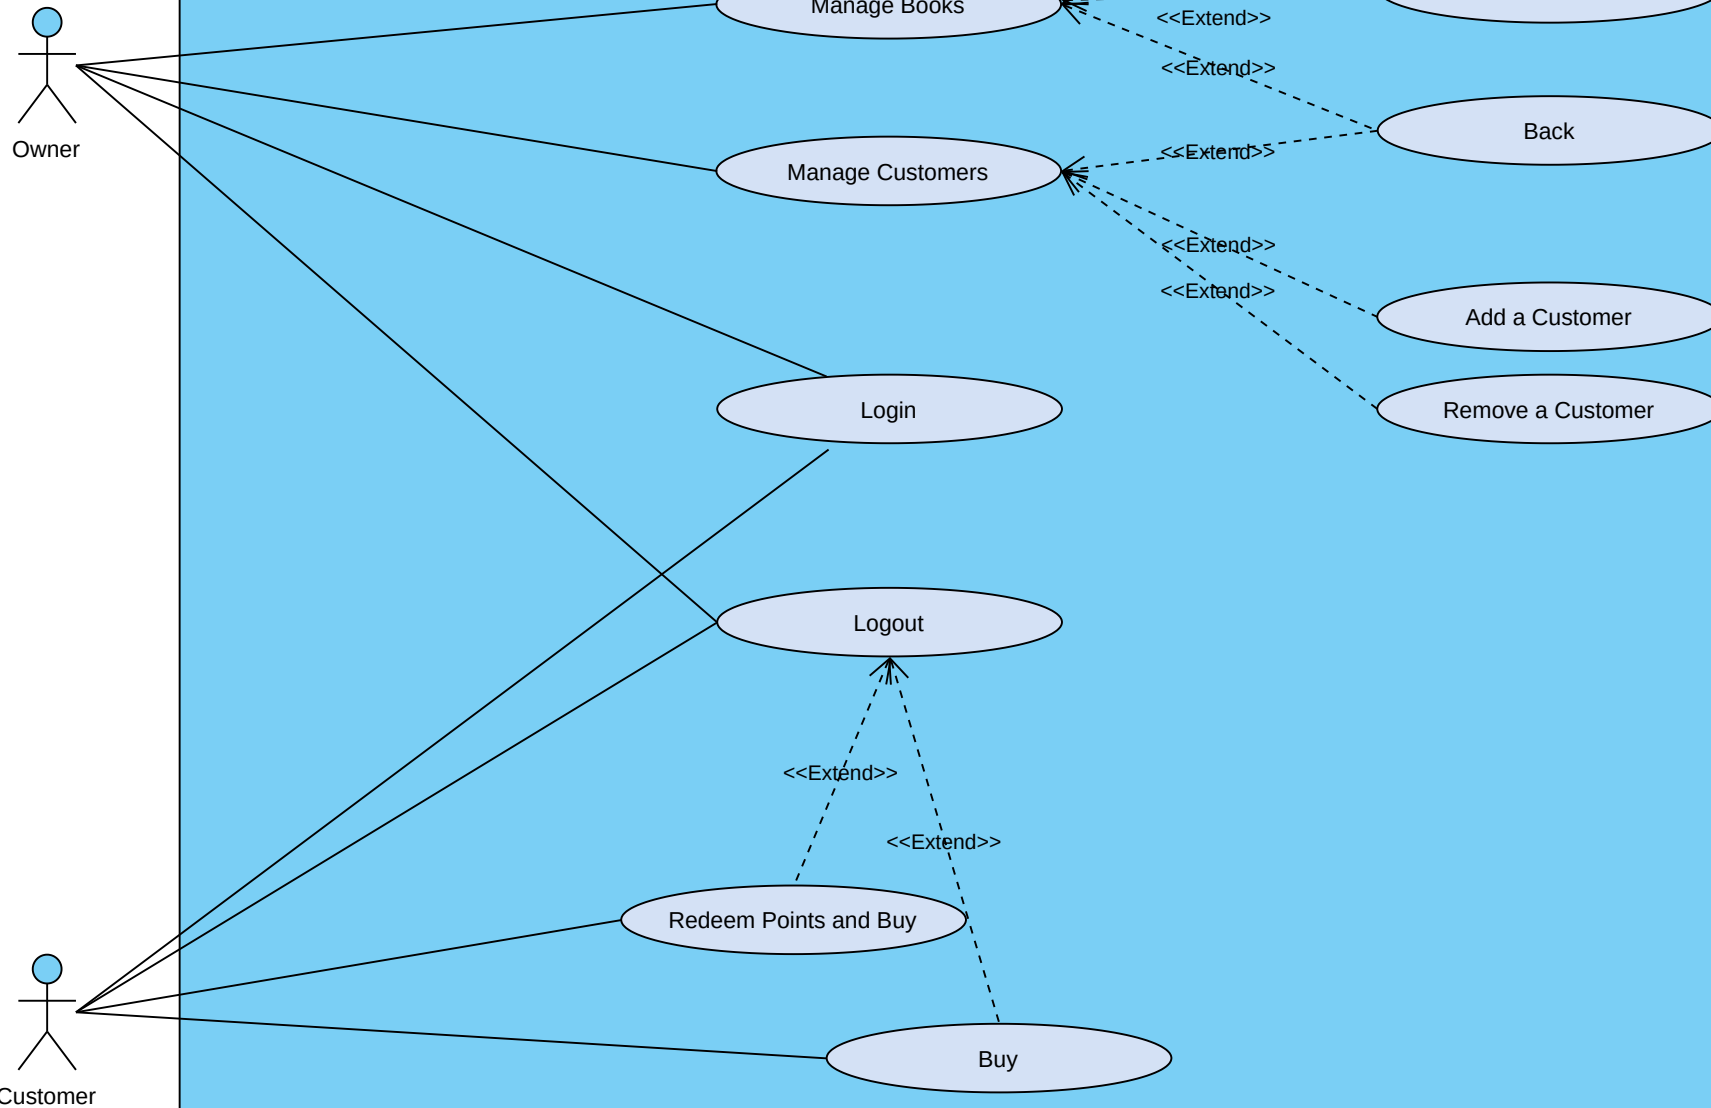 Manage Books
<<Extend>>
<<Extend>>
Back
Owner
<<Extend>>
Manage Customers
<<Extend>>
<<Extend>>
Add a Customer
Login
Remove a Customer
Logout
<<Extend>>
<<Extend>>
Redeem Points and Buy
Buy
Customer